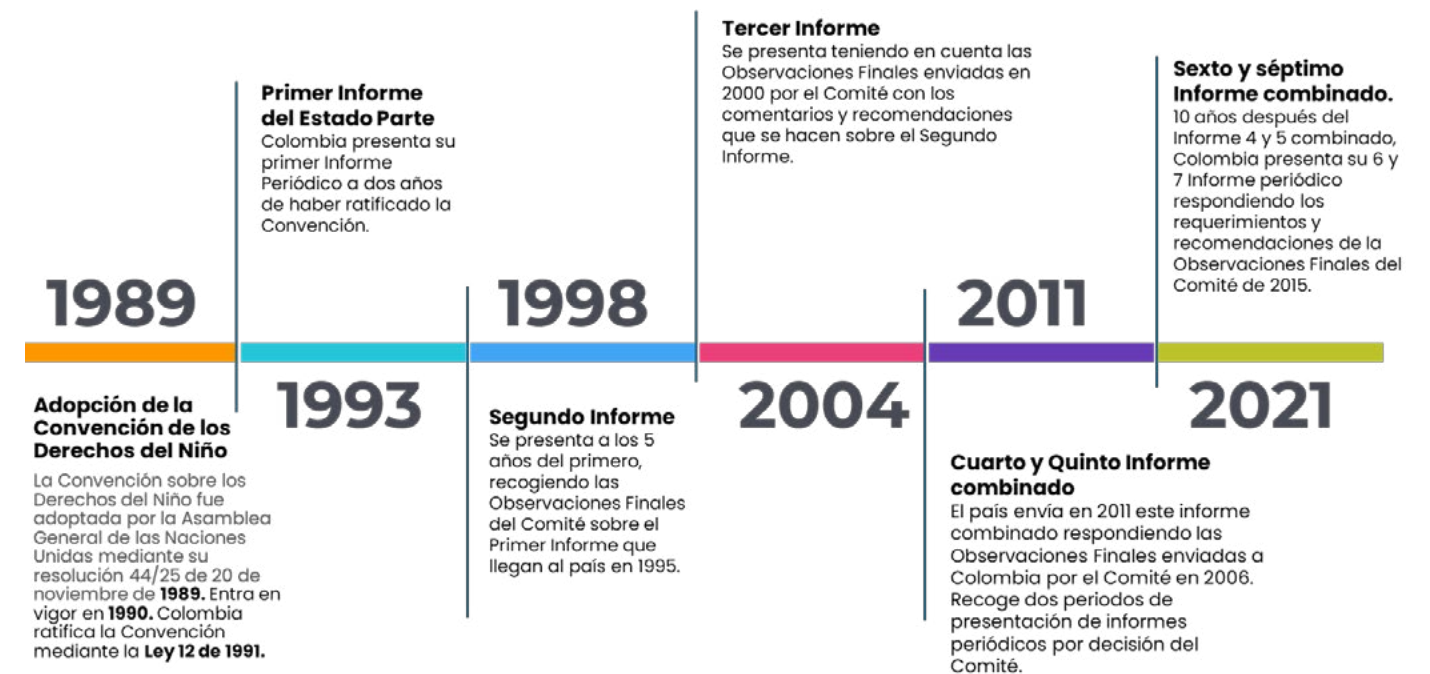 1989
Adopción de la
Convención de los
Derechos del Niño
La Convención sobre los
Derechos del Niño fue
adoptada por la Asamblea
General de las Naciones
Unidas mediante su
resolución 44/25 de 20 de
noviembre de 1989. Entra en
vigor en 1990. Colombia
ratifica la Convención
mediante la Ley 12 de 1991.
Primer Informe
del Estado Parte
Colombia presenta su
primer Informe
Periódico a dos años
de haber ratificado la
Convención.
1993
1998
Segundo Informe
Se presenta a los 5
años del primero,
recogiendo las
Observaciones Finales
del Comité sobre el
Primer Informe que
llegan al país en 1995.
Tercer Informe
Se presenta teniendo en cuenta las
Observaciones Finales enviadas en
2000 por el Comité con los
comentarios y recomendaciones
que se hacen sobre el Segundo
Informe.
2004
2011
Cuarto y Quinto Informe
combinado
El país envía en 2011 este informe
combinado respondiendo las
Observaciones Finales enviadas a
Colombia por el Comité en 2006.
Recoge dos periodos de
presentación de informes
periódicos por decisión del
Comité.
Sexto y séptimo
Informe combinado.
10 años después del
Informe 4 y 5 combinado,
Colombia presenta su 6 y
7 Informe periódico
respondiendo los
requerimientos y
recomendaciones de la
Observaciones Finales del
Comité de 2015.
2021